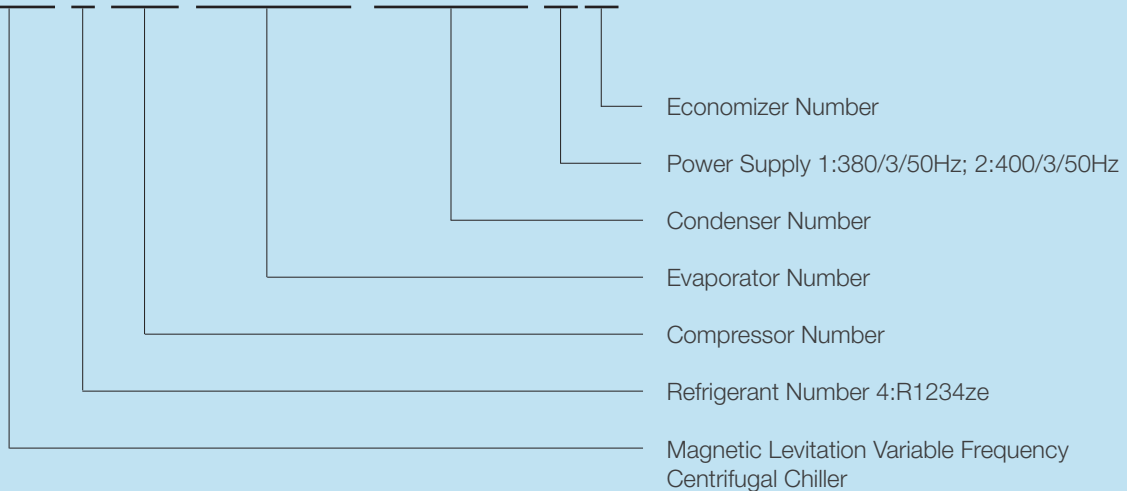 Economizer Number
Power Supply 1:380/3/50Hz; 2:400/3/50Hz
Condenser Number
Evaporator Number
Compressor Number
Refrigerant Number 4:R1234ze
Magnetic Levitation Variable Frequency
Centrifugal Chiller